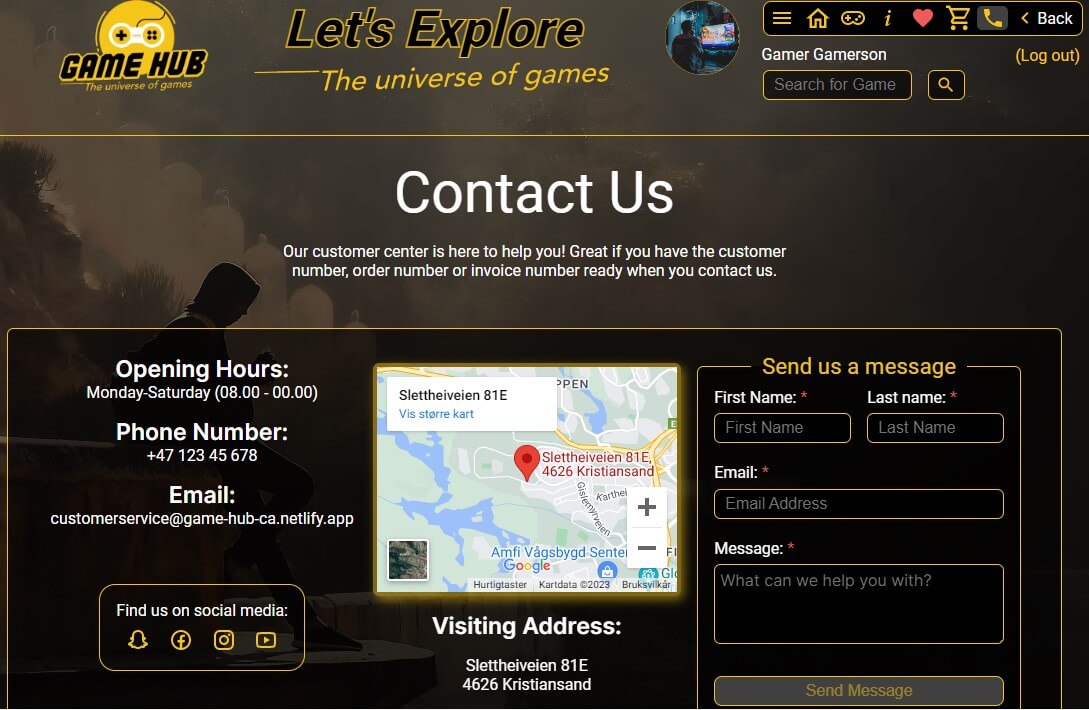 GAME HUB
The universe of games
Let's Explore
The universe of games
i
Back
Gamer Gamerson
(Log out)
Search for Game
Contact Us
Our customer center is here to help you! Great if you have the customer
number, order number or invoice number ready when you contact us.
Opening Hours:
Monday-Saturday (08.00 - 00.00)
Phone Number:
+47 123 45 678
Email:
customerservice@game-hub-ca.netlify.app
Find us on social media:
Slettheiveien 81E
Vis større kart
PPEN
E
Slettheiveien 81E,
4626 Kristiansand
Karthei
Gislemyrveien
Amfi Vågsbygd Senter
Google
Hurtigtaster
Kartdata ©2023
Bruksvilkår
Visiting Address:
Slettheiveien 81E
4626 Kristiansand
Send us a message
First Name: *
Last name: *
First Name
Last Name
Email: *
Email Address
Message: *
What can we help you with?
Send Message